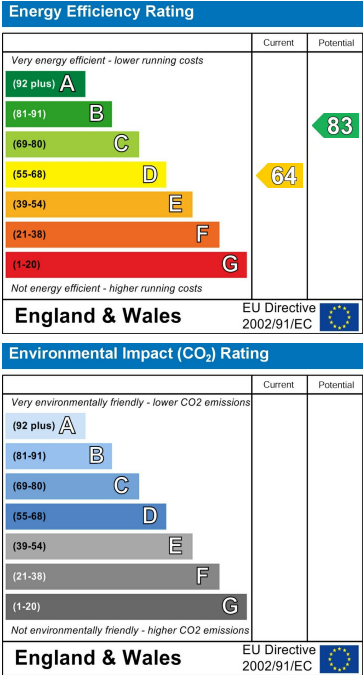 Energy Efficiency Rating
Current Potential
Very energy efficient - lower running costs
(92 plus) A
(81-91) B
83
(69-80) C
(55-68) D
64
(39-54) E
(21-38) F
(1-20) G
Not energy efficient - higher running costs
England & Wales
EU Directive
2002/91/EC
Environmental Impact (CO₂) Rating
Current Potential
Very environmentally friendly - lower CO2 emissions
(92 plus) A
(81-91) B
(69-80) C
(55-68) D
(39-54) E
(21-38) F
(1-20) G
Not environmentally friendly - higher CO2 emissions
England & Wales
EU Directive
2002/91/EC